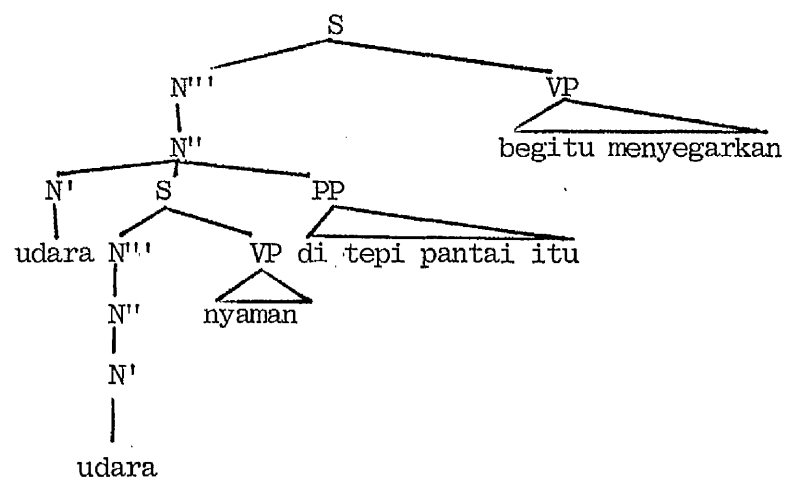 S
N''' VP
N'' begitu menyegarkan
N' S PP
udara N''' VP di tepi pantai itu
N'' nyaman
N'
udara